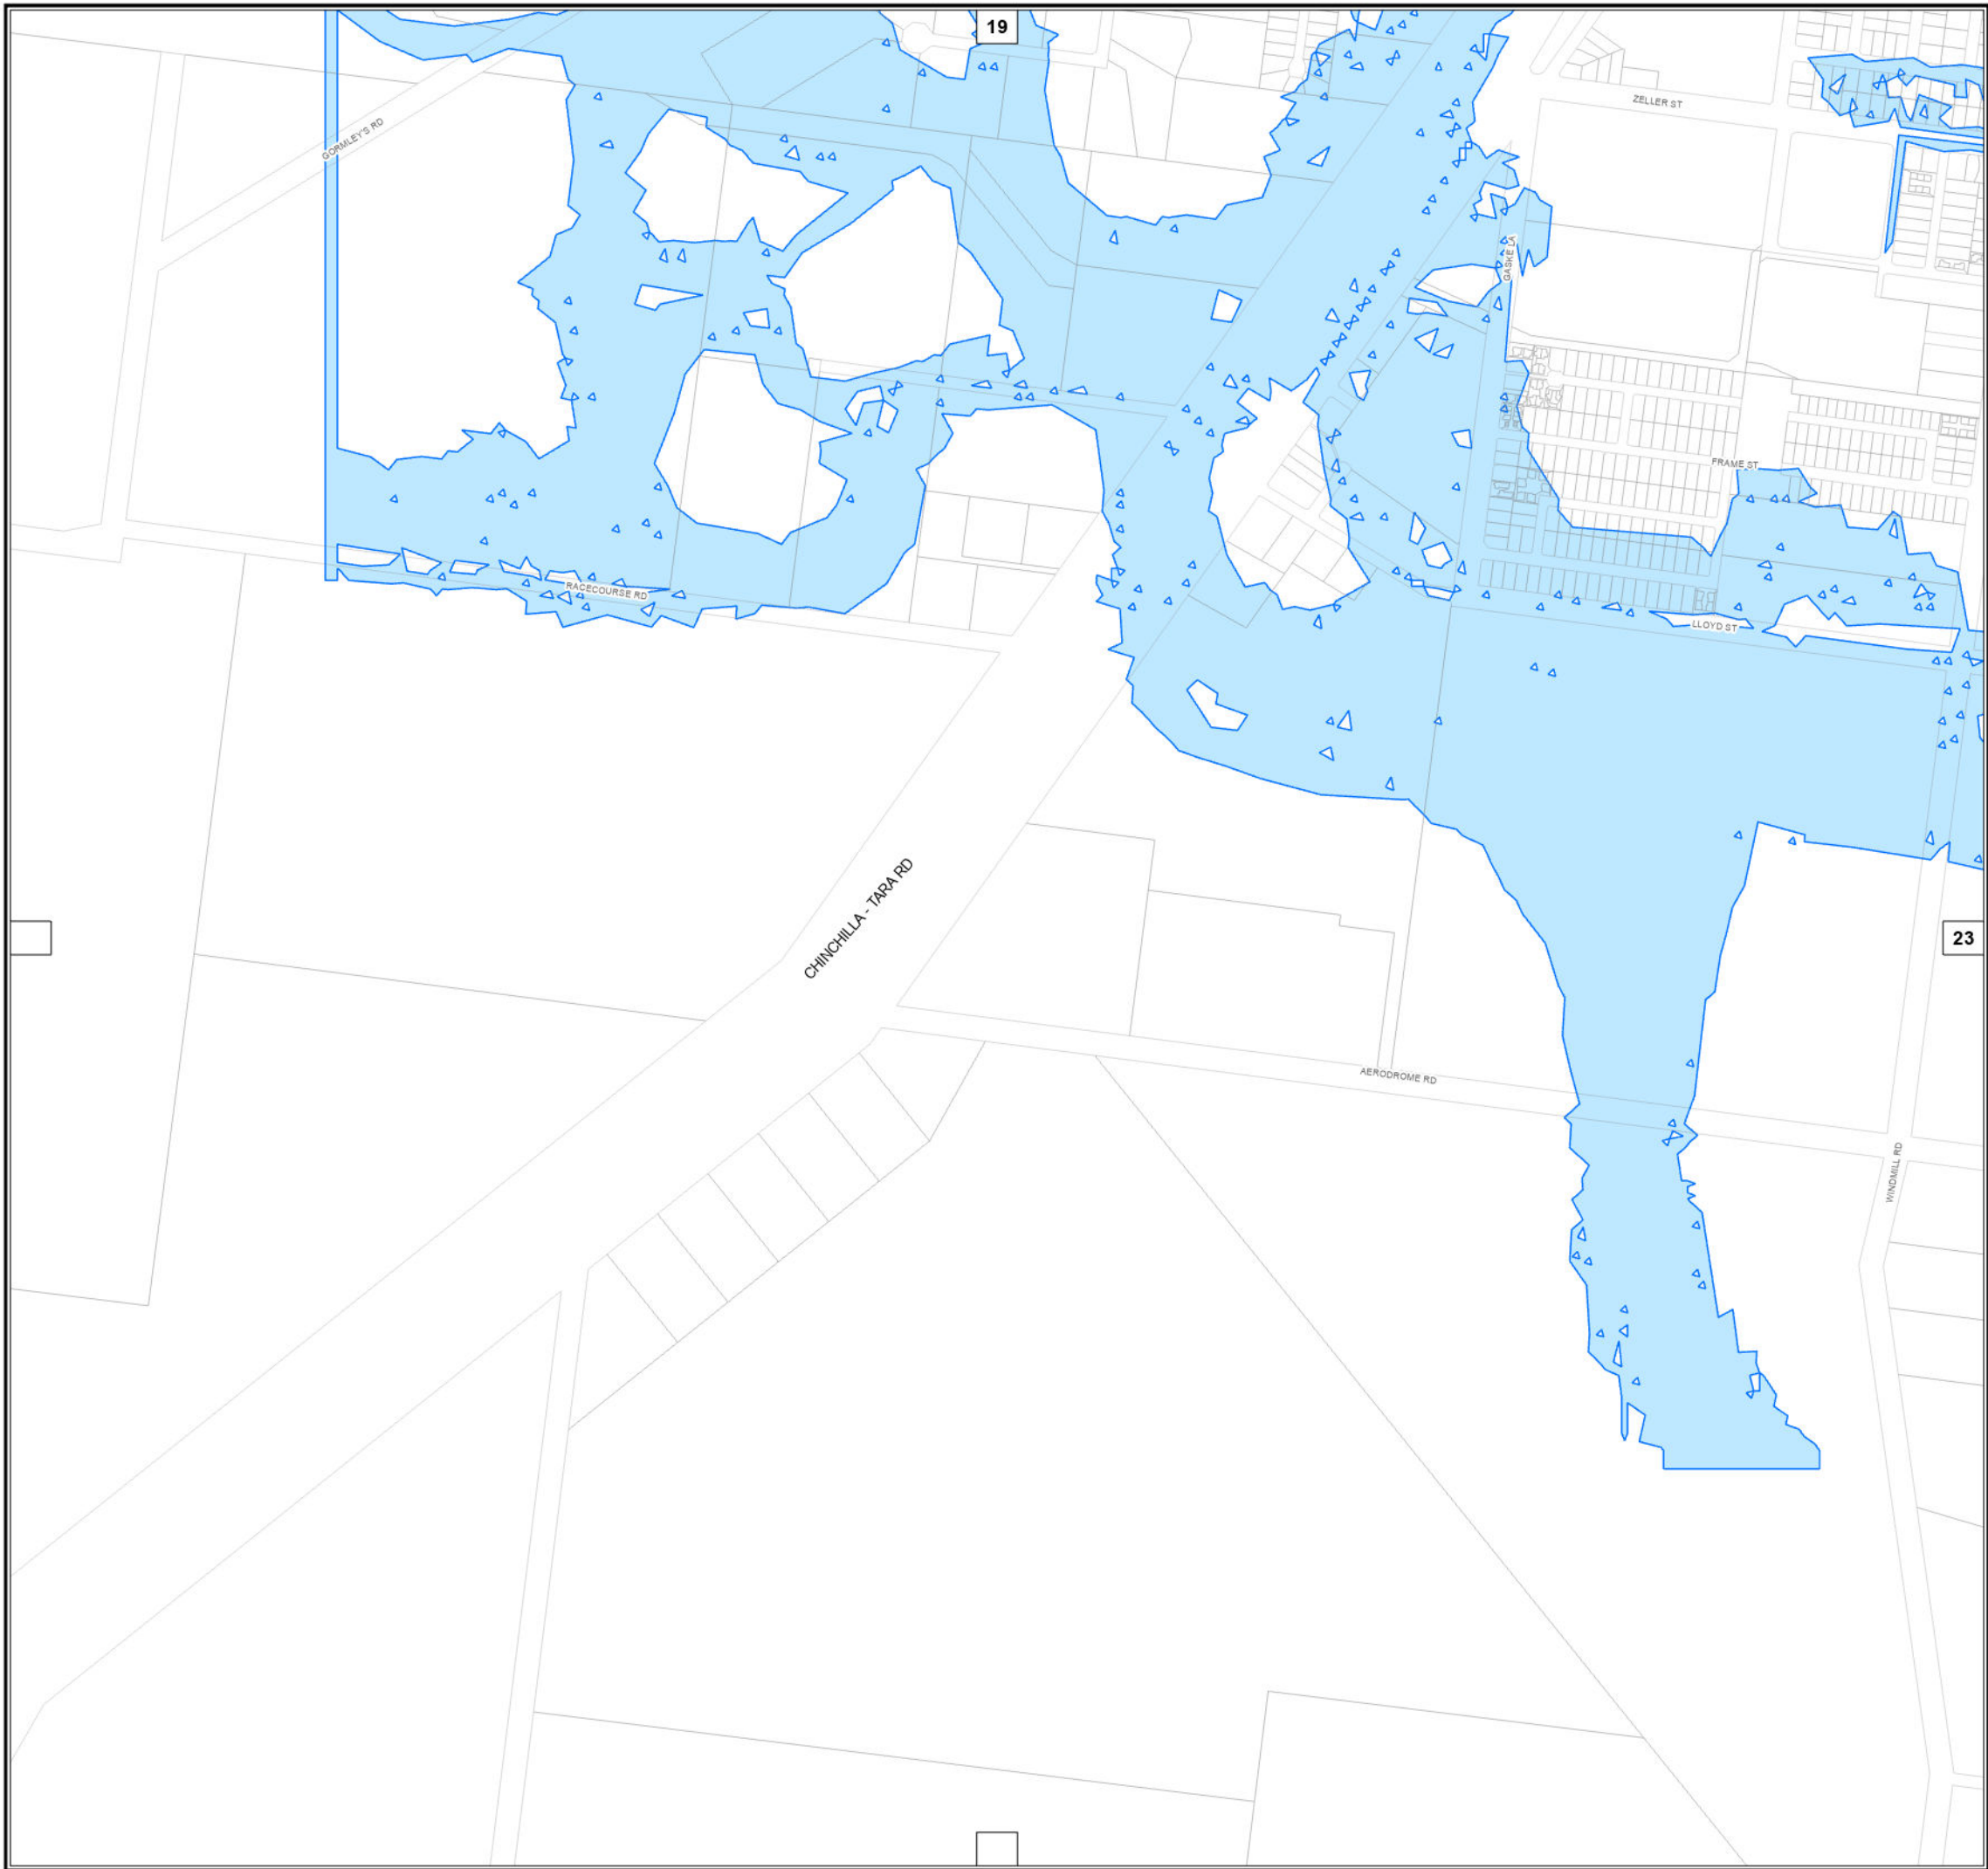 19
ZELLER ST
GORMLEY'S RD
GASKE LA
FRAME ST
RACECOURSE RD
LLOYD ST
CHINCHILLA - TARA RD
23
AERODROME RD
WINDMILL RD